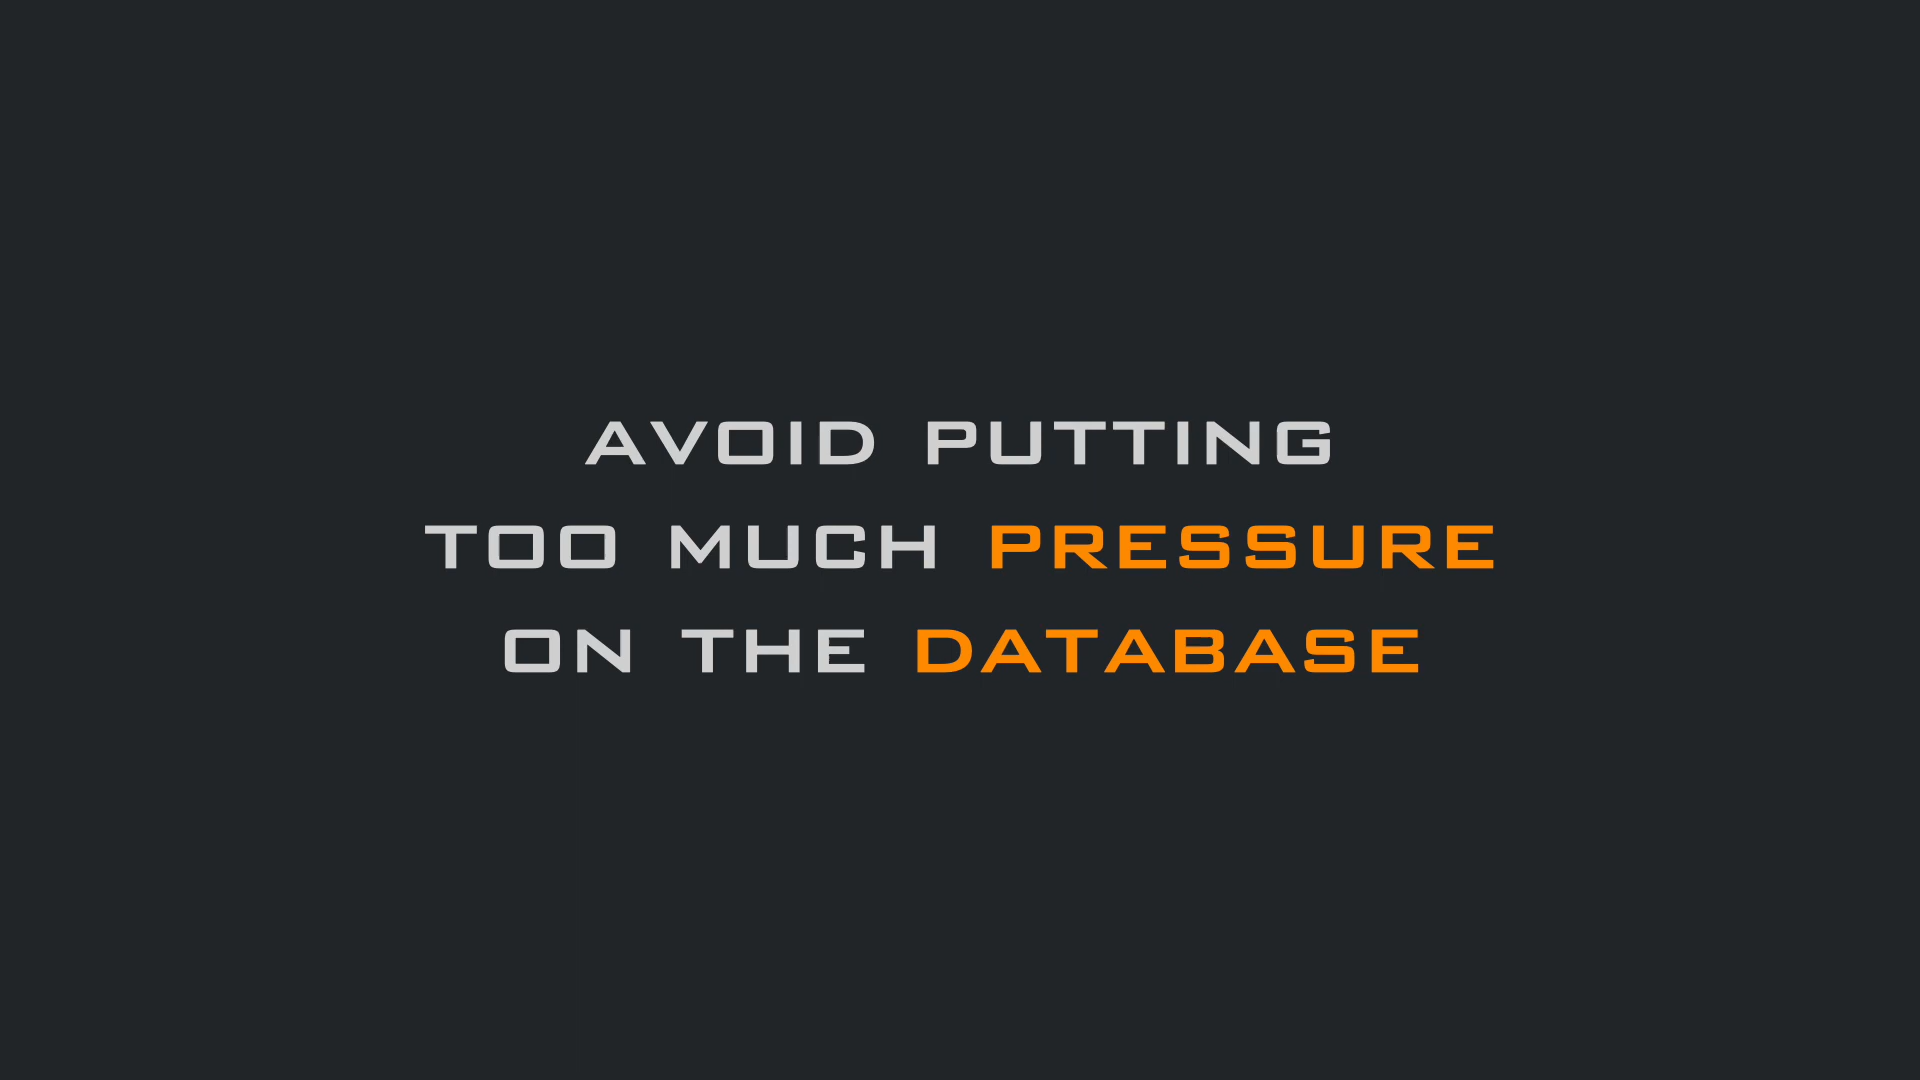 AVOID PUTTING
TOO MUCH PRESSURE
ON THE DATABASE